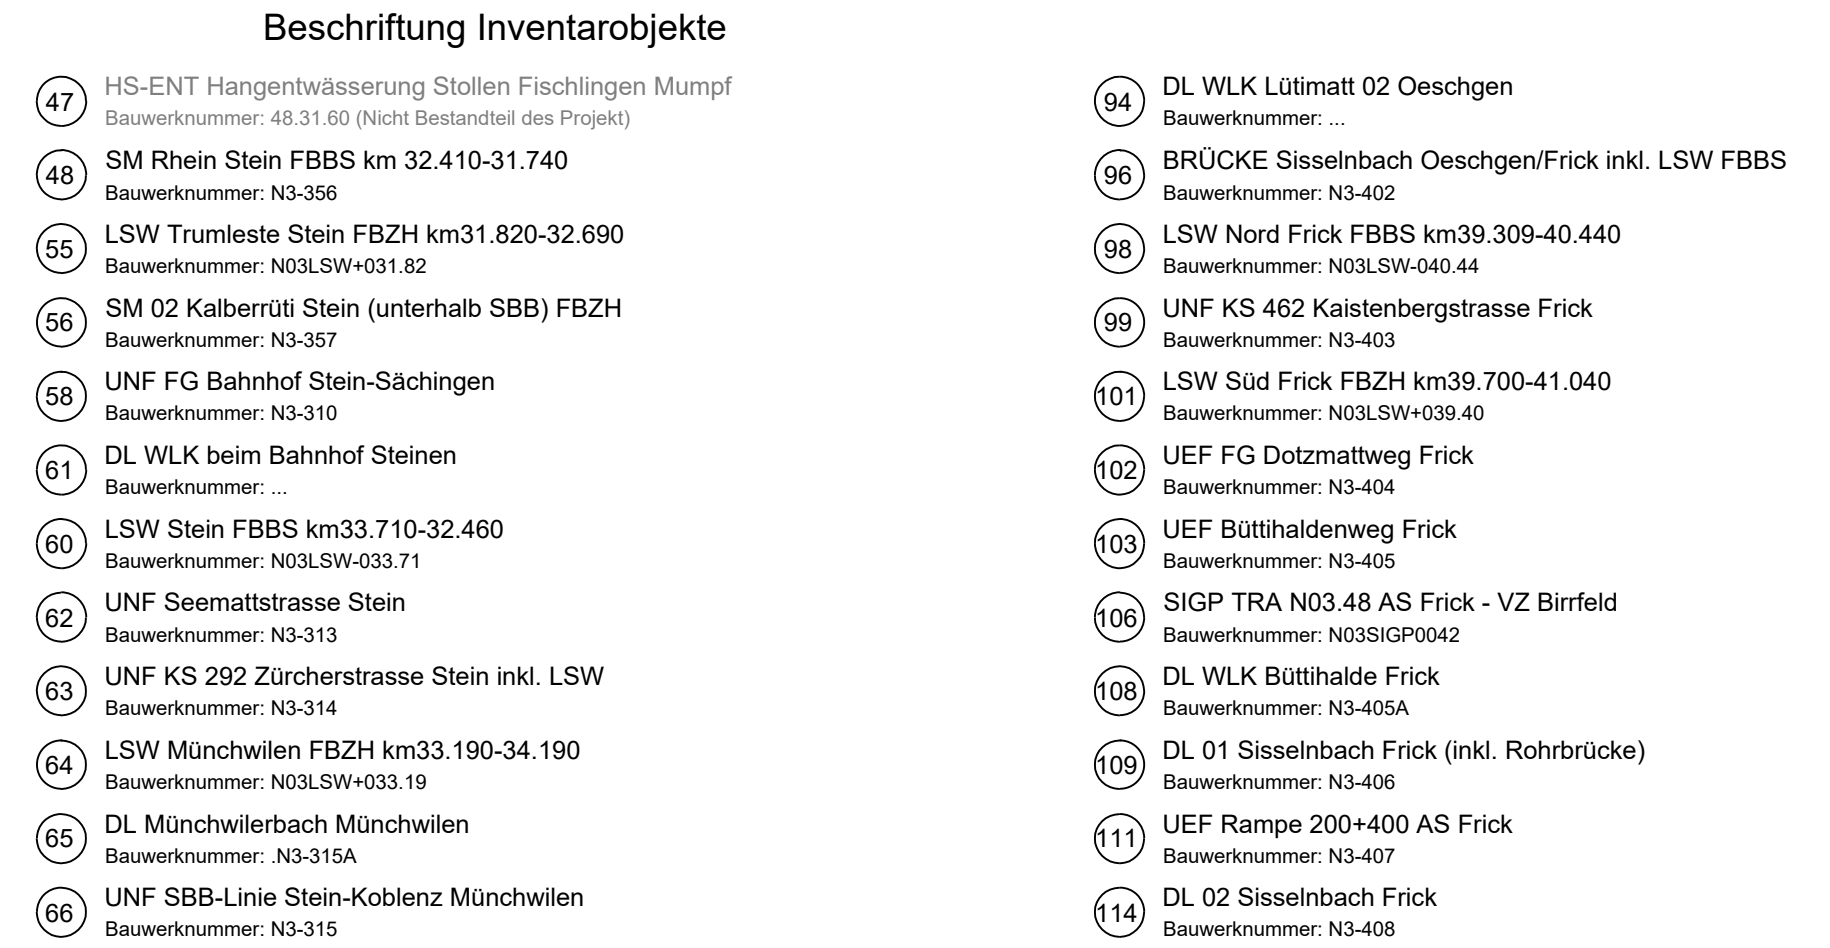 Beschriftung Inventarobjekte
47
HS-ENT Hangentwässerung Stollen Fischlingen Mumpf
Bauwerknummer: 48.31.60 (Nicht Bestandteil des Projekt)
48
SM Rhein Stein FBBS km 32.410-31.740
Bauwerknummer: N3-356
55
LSW Trumleste Stein FBZH km31.820-32.690
Bauwerknummer: N03LSW+031.82
56
SM 02 Kalberrüti Stein (unterhalb SBB) FBZH
Bauwerknummer: N3-357
58
UNF FG Bahnhof Stein-Sächingen
Bauwerknummer: N3-310
61
DL WLK beim Bahnhof Steinen
Bauwerknummer: ...
60
LSW Stein FBBS km33.710-32.460
Bauwerknummer: N03LSW-033.71
62
UNF Seemattstrasse Stein
Bauwerknummer: N3-313
63
UNF KS 292 Zürcherstrasse Stein inkl. LSW
Bauwerknummer: N3-314
64
LSW Münchwilen FBZH km33.190-34.190
Bauwerknummer: N03LSW+033.19
65
DL Münchwilerbach Münchwilen
Bauwerknummer: .N3-315A
66
UNF SBB-Linie Stein-Koblenz Münchwilen
Bauwerknummer: N3-315
94
DL WLK Lütimatt 02 Oeschgen
Bauwerknummer: ...
96
BRÜCKE Sisselnbach Oeschgen/Frick inkl. LSW FBBS
Bauwerknummer: N3-402
98
LSW Nord Frick FBBS km39.309-40.440
Bauwerknummer: N03LSW-040.44
99
UNF KS 462 Kaistenbergstrasse Frick
Bauwerknummer: N3-403
101
LSW Süd Frick FBZH km39.700-41.040
Bauwerknummer: N03LSW+039.40
102
UEF FG Dotzmattweg Frick
Bauwerknummer: N3-404
103
UEF Büttihaldenweg Frick
Bauwerknummer: N3-405
106
SIGP TRA N03.48 AS Frick - VZ Birrfeld
Bauwerknummer: N03SIGP0042
108
DL WLK Büttihalde Frick
Bauwerknummer: N3-405A
109
DL 01 Sisselnbach Frick (inkl. Rohrbrücke)
Bauwerknummer: N3-406
111
UEF Rampe 200+400 AS Frick
Bauwerknummer: N3-407
114
DL 02 Sisselnbach Frick
Bauwerknummer: N3-408